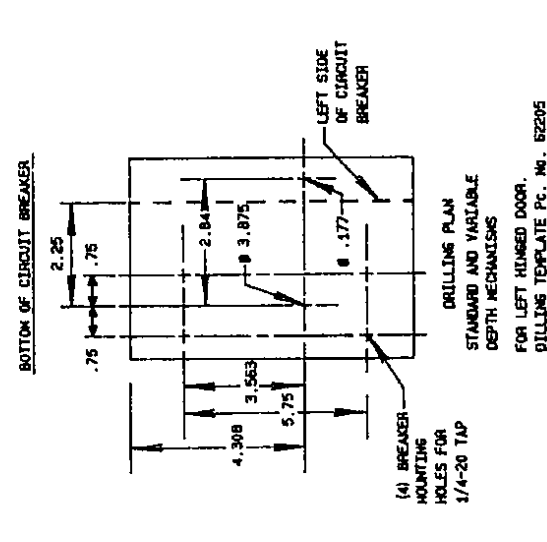 BOTTOM OF CIRCUIT BREAKER
2.25
.75
.75
2.841
ø 3.875
ø .177
LEFT SIDE
OF CIRCUIT
BREAKER
3.563
5.75
4.308
(4) BREAKER
MOUNTING
HOLES FOR
1/4-20 TAP
DRILLING PLAN
STANDARD AND VARIABLE
DEPTH MECHANISMS
FOR LEFT HINGED DOOR.
DILLING TEMPLATE Pc. No. 62205